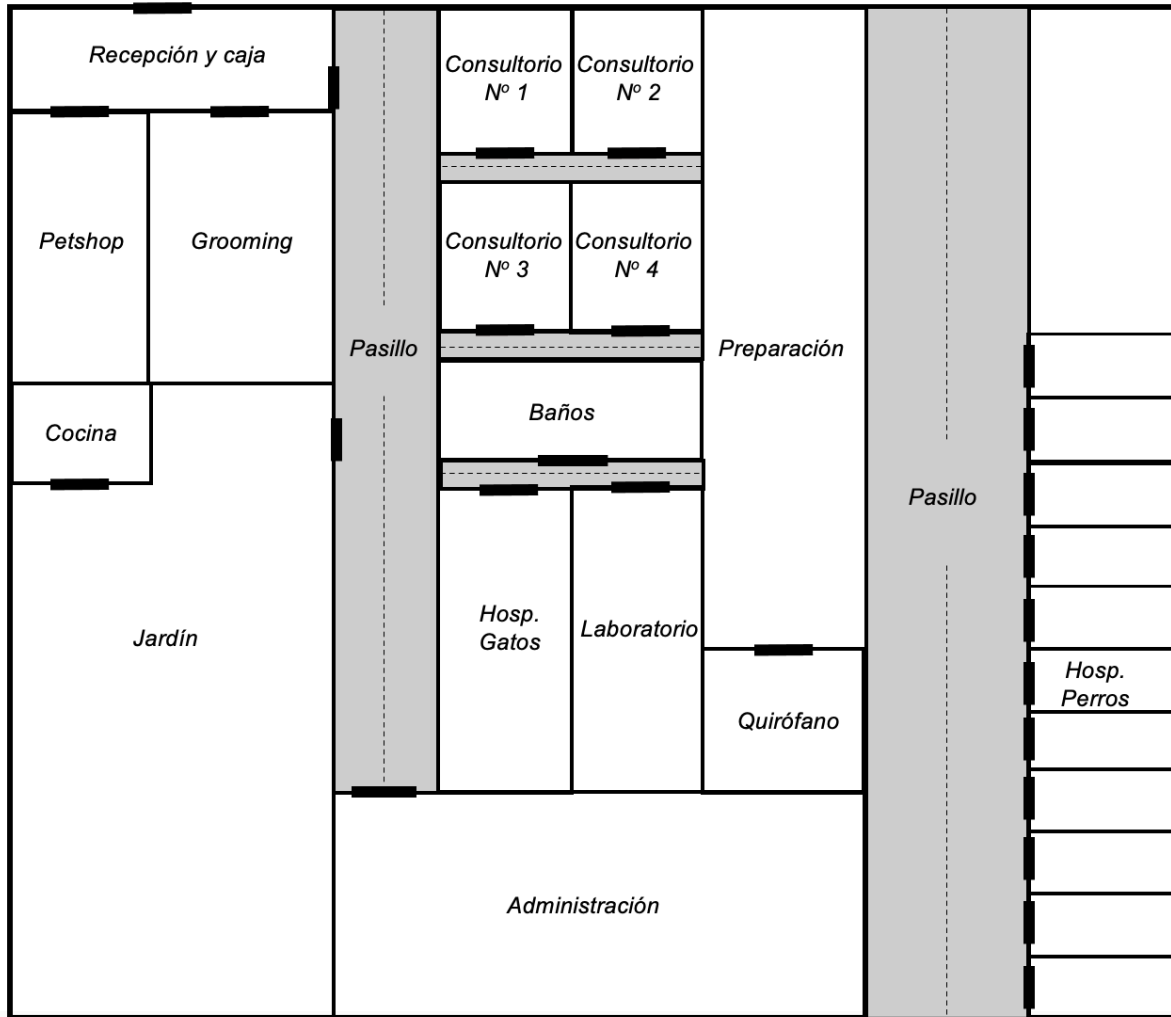 Recepción y caja
Consultorio
Nº 1
Consultorio
Nº 2
Petshop
Grooming
Consultorio
Nº 3
Consultorio
Nº 4
Pasillo
Preparación
Baños
Cocina
Pasillo
Jardín
Hosp.
Gatos
Laboratorio
Hosp.
Perros
Quirófano
Administración